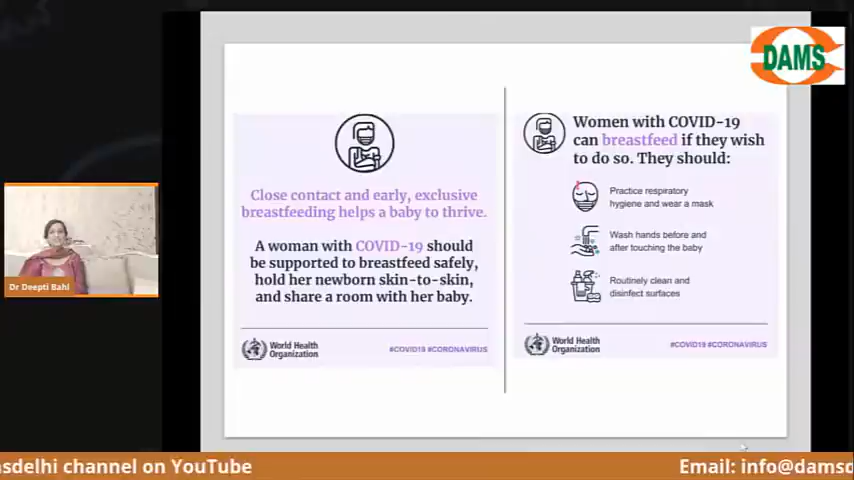 DAMS
Close contact and early, exclusive
breastfeeding helps a baby to thrive.
A woman with COVID-19 should
be supported to breastfeed safely,
hold her newborn skin-to-skin,
and share a room with her baby.
World Health
Organization
#COVID19 #CORONAVIRUS
Women with COVID-19
can breastfeed if they wish
to do so. They should:
Practice respiratory
hygiene and wear a mask
Wash hands before and
after touching the baby
Routinely clean and
disinfect surfaces
World Health
Organization
#COVID19 #CORONAVIRUS
Dr Deepti Bahl
asdelhi channel on YouTube
Email: info@damsd